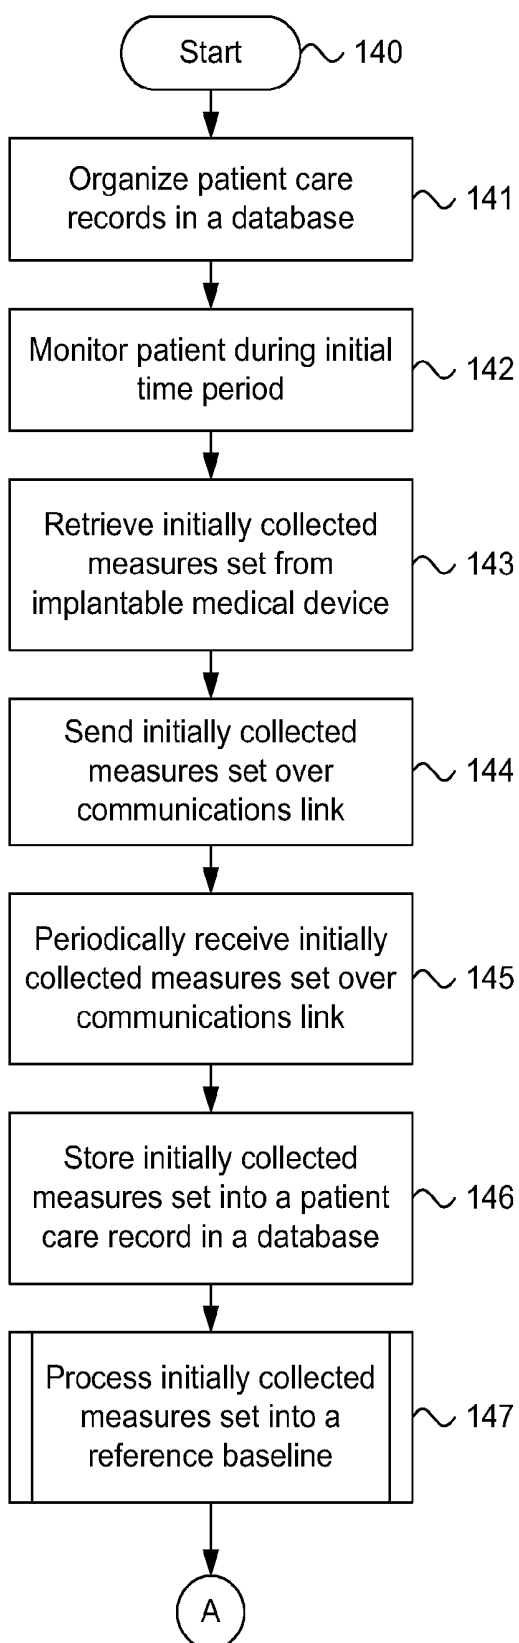 Start
140
Organize patient care
records in a database
141
Monitor patient during initial
time period
142
Retrieve initially collected
measures set from
implantable medical device
143
Send initially collected
measures set over
communications link
144
Periodically receive initially
collected measures set over
communications link
145
Store initially collected
measures set into a patient
care record in a database
146
Process initially collected
measures set into a
reference baseline
147
A